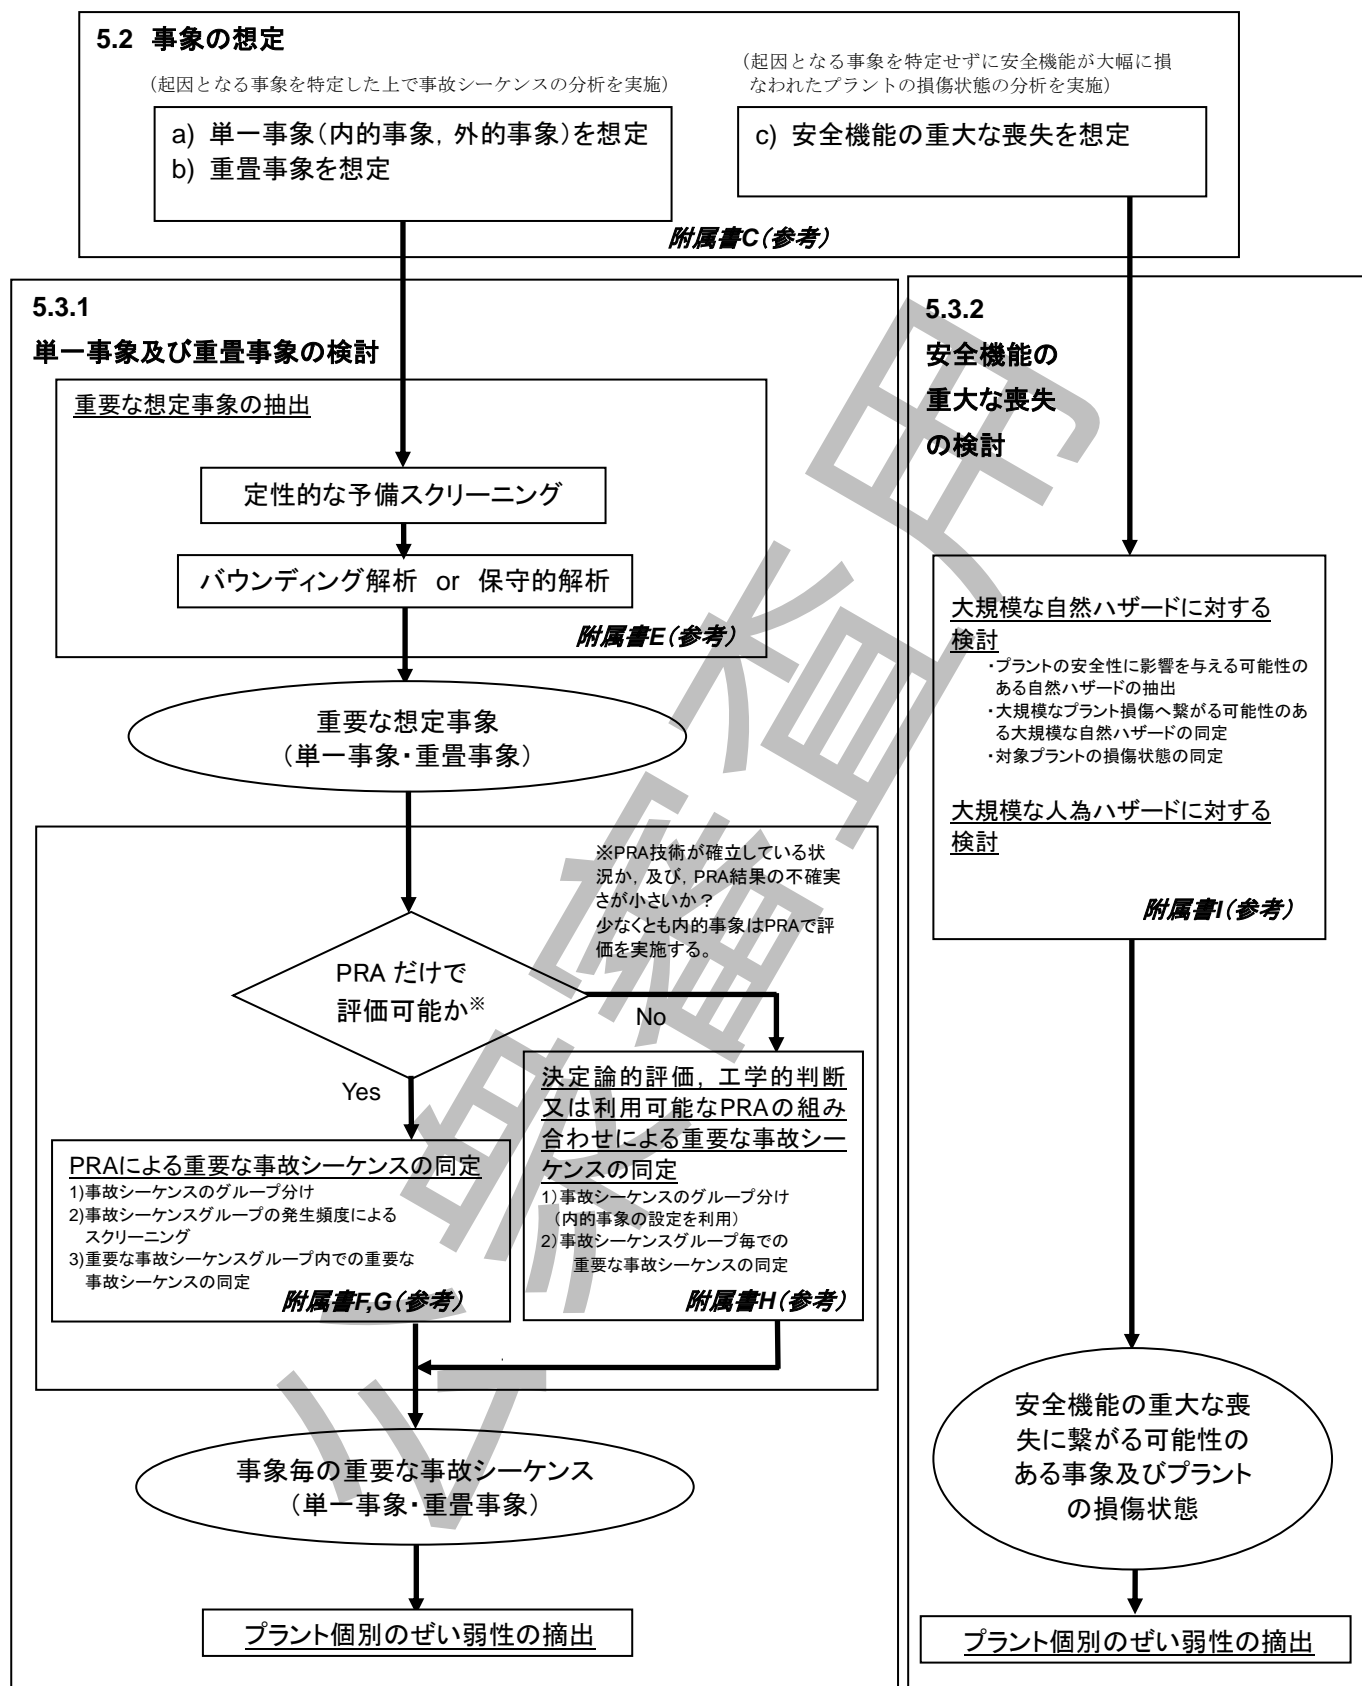 5.2 事象の想定
(起因となる事象を特定した上で事故シーケンスの分析を実施)
(起因となる事象を特定せずに安全機能が大幅に損
なわれたプラントの損傷状態の分析を実施)
a) 単一事象(内的事象, 外的事象)を想定
b) 重畳事象を想定
c) 安全機能の重大な喪失を想定
附属書C(参考)
5.3.1
単一事象及び重畳事象の検討
重要な想定事象の抽出
定性的な予備スクリーニング
バウンディング解析 or 保守的解析
附属書E(参考)
重要な想定事象
(単一事象・重畳事象)
※PRA技術が確立している状
況か, 及び, PRA結果の不確実
さが小さいか?
少なくとも内的事象はPRAで評
価を実施する。
PRA だけで
評価可能か※
No
Yes
PRAによる重要な事故シーケンスの同定
1)事故シーケンスのグループ分け
2)事故シーケンスグループの発生頻度による
スクリーニング
3)重要な事故シーケンスグループ内での重要な
事故シーケンスの同定
附属書F,G(参考)
決定論的評価, 工学的判断
又は利用可能なPRAの組み
合わせによる重要な事故シー
ケンスの同定
1)事故シーケンスのグループ分け
(内的事象の設定を利用)
2)事故シーケンスグループ毎での
重要な事故シーケンスの同定
附属書H(参考)
事象毎の重要な事故シーケンス
(単一事象・重畳事象)
プラント個別のぜい弱性の摘出
5.3.2
安全機能の
重大な喪失
の検討
大規模な自然ハザードに対する
検討
・プラントの安全性に影響を与える可能性の
ある自然ハザードの抽出
・大規模なプラント損傷へ繋がる可能性のあ
る大規模な自然ハザードの同定
・対象プラントの損傷状態の同定
大規模な人為ハザードに対する
検討
附属書I(参考)
安全機能の重大な喪
失に繋がる可能性の
ある事象及びプラント
の損傷状態
プラント個別のぜい弱性の摘出
公衆審査用